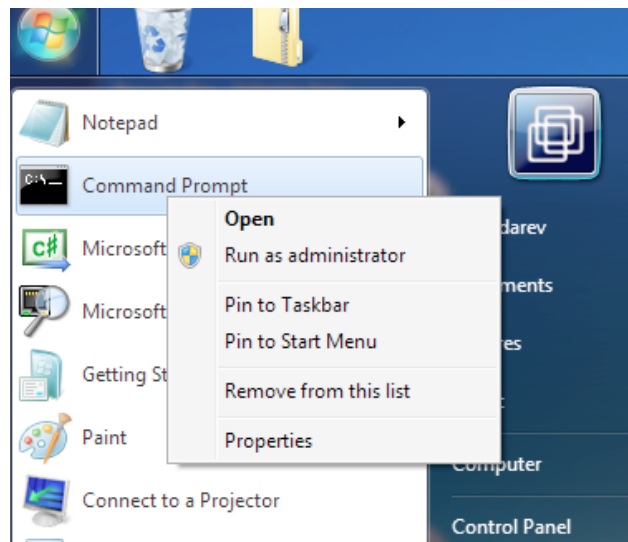 Notepad
Command Prompt
Open
Run as administrator
Pin to Taskbar
Pin to Start Menu
Remove from this list
Properties
C:\
C#
Microsoft
Microsoft
Getting St
Paint
Connect to a Projector
darev
ments
res
Computer
Control Panel